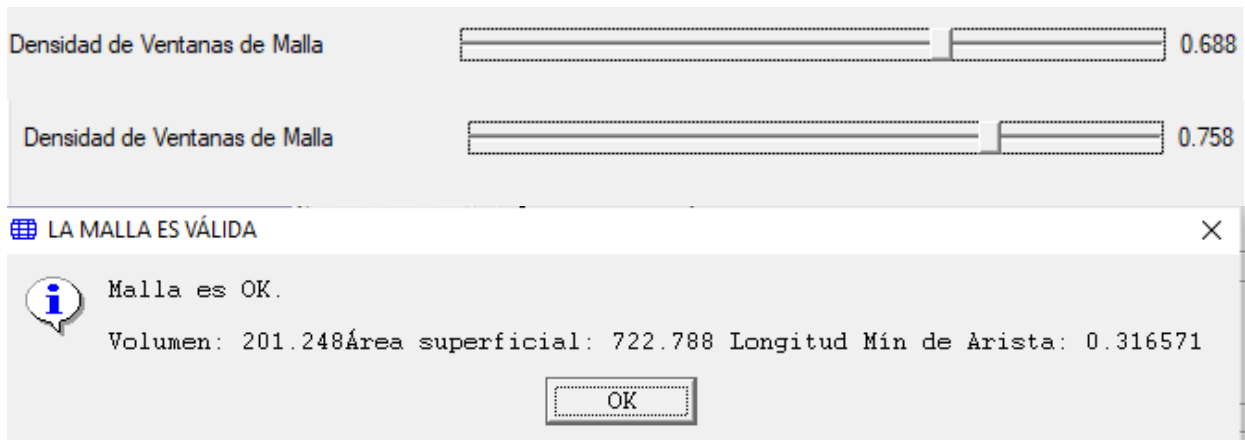 Densidad de Ventanas de Malla 0.688
Densidad de Ventanas de Malla 0.758
LA MALLA ES VÁLIDA
Malla es OK.
Volumen: 201.248Área superficial: 722.788 Longitud Mín de Arista: 0.316571
OK